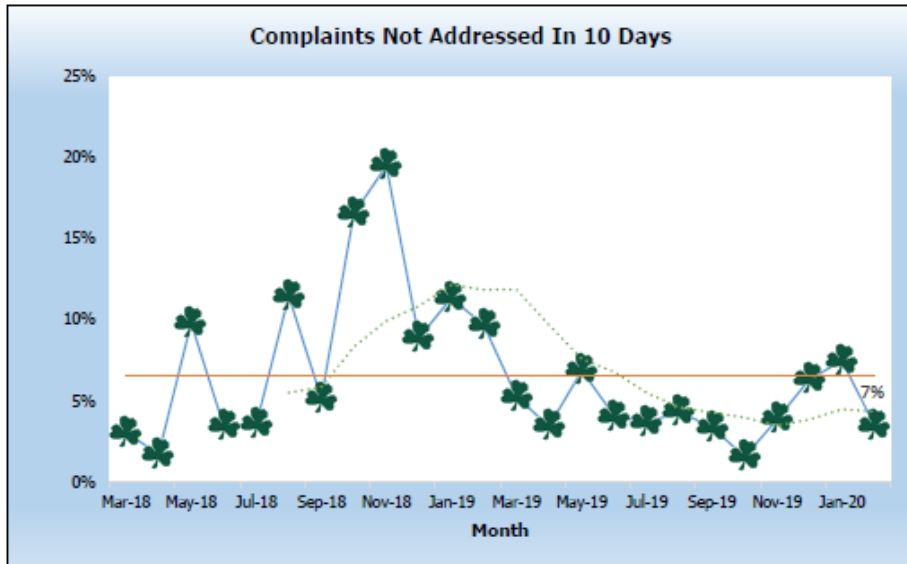 Complaints Not Addressed In 10 Days
25%
20%
15%
10%
5%
0%
7%
Mar-18 May-18 Jul-18 Sep-18 Nov-18 Jan-19 Mar-19 May-19 Jul-19 Sep-19 Nov-19 Jan-20
Month